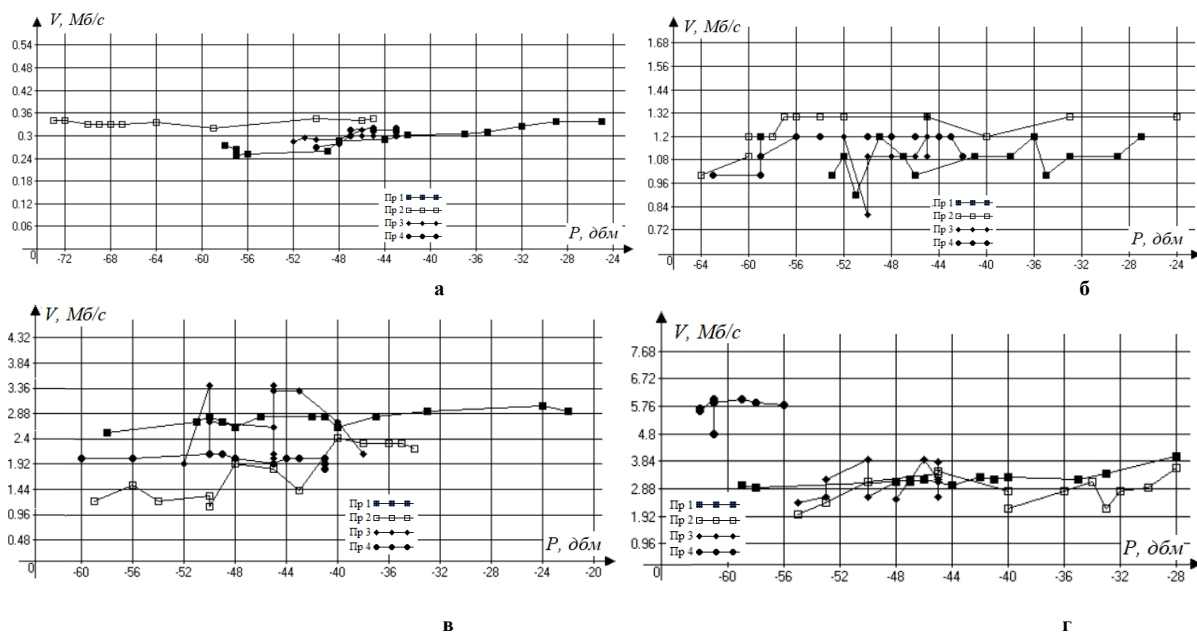 V, Мб/с
0.54
0.48
0.42
0.36
0.3
0.24
0.18
0.12
0.06
0
Пр 1
Пр 2
Пр 3
Пр 4
P, дбм
-72 -68 -64 -60 -56 -52 -48 -44 -40 -36 -32 -28 -24
а
V, Мб/с
1.68
1.56
1.44
1.32
1.2
1.08
0.96
0.84
0.72
0
Пр 1
Пр 2
Пр 3
Пр 4
P, дбм
-64 -60 -56 -52 -48 -44 -40 -36 -32 -28 -24
б
V, Мб/с
4.32
3.84
3.36
2.88
2.4
1.92
1.44
0.96
0.48
0
Пр 1
Пр 2
Пр 3
Пр 4
P, дбм
-60 -56 -52 -48 -44 -40 -36 -32 -28 -24 -20
в
V, Мб/с
7.68
6.72
5.76
4.8
3.84
2.88
1.92
0.96
0
Пр 1
Пр 2
Пр 3
Пр 4
P, дбм
-60 -56 -52 -48 -44 -40 -36 -32 -28
г